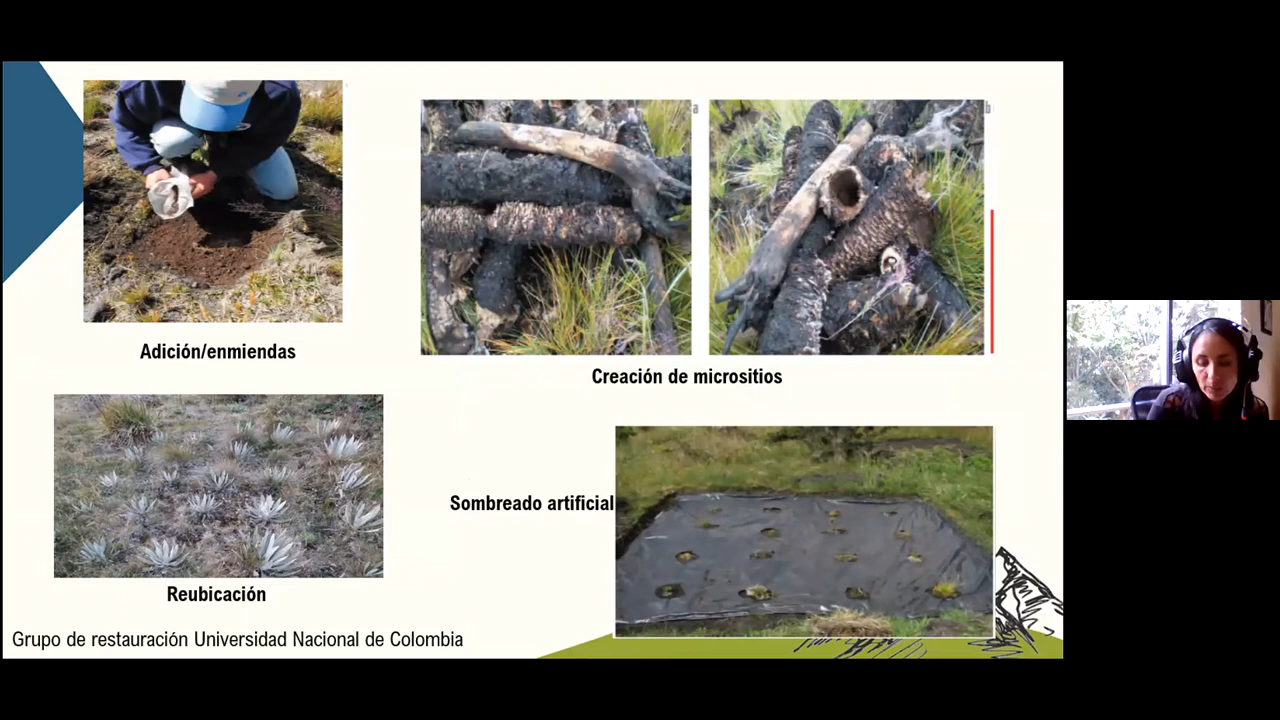 Adición/enmiendas
Creación de micrositios
Sombreado artificial
Reubicación
Grupo de restauración Universidad Nacional de Colombia